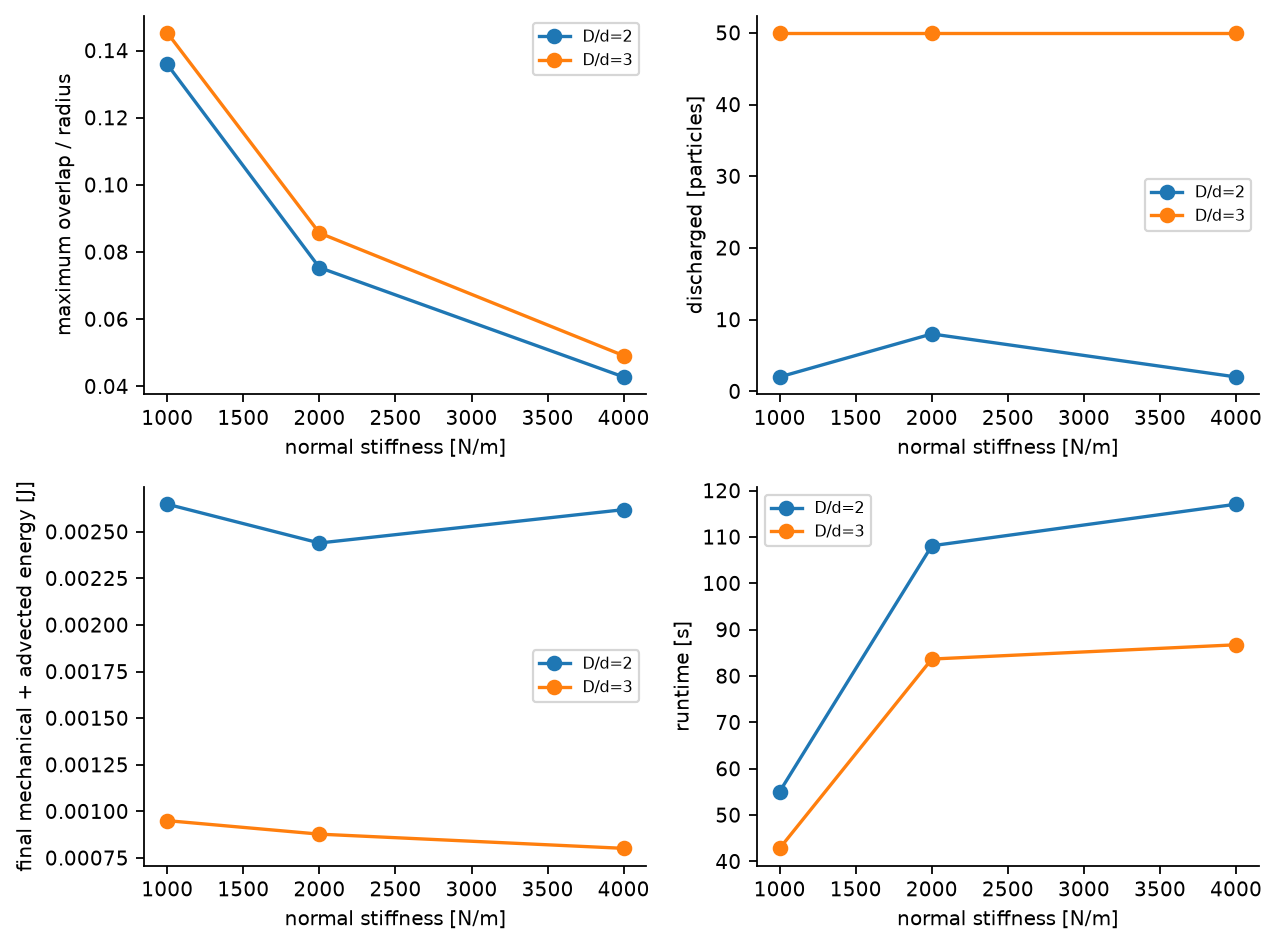 maximum overlap / radius
0.14
0.12
0.10
0.08
0.06
0.04
1000 1500 2000 2500 3000 3500 4000
normal stiffness [N/m]
D/d=2
D/d=3
discharged [particles]
50
40
30
20
10
0
1000 1500 2000 2500 3000 3500 4000
normal stiffness [N/m]
D/d=2
D/d=3
final mechanical + advected energy [J]
0.00250
0.00225
0.00200
0.00175
0.00150
0.00125
0.00100
0.00075
1000 1500 2000 2500 3000 3500 4000
normal stiffness [N/m]
D/d=2
D/d=3
runtime [s]
120
110
100
90
80
70
60
50
40
1000 1500 2000 2500 3000 3500 4000
normal stiffness [N/m]
D/d=2
D/d=3